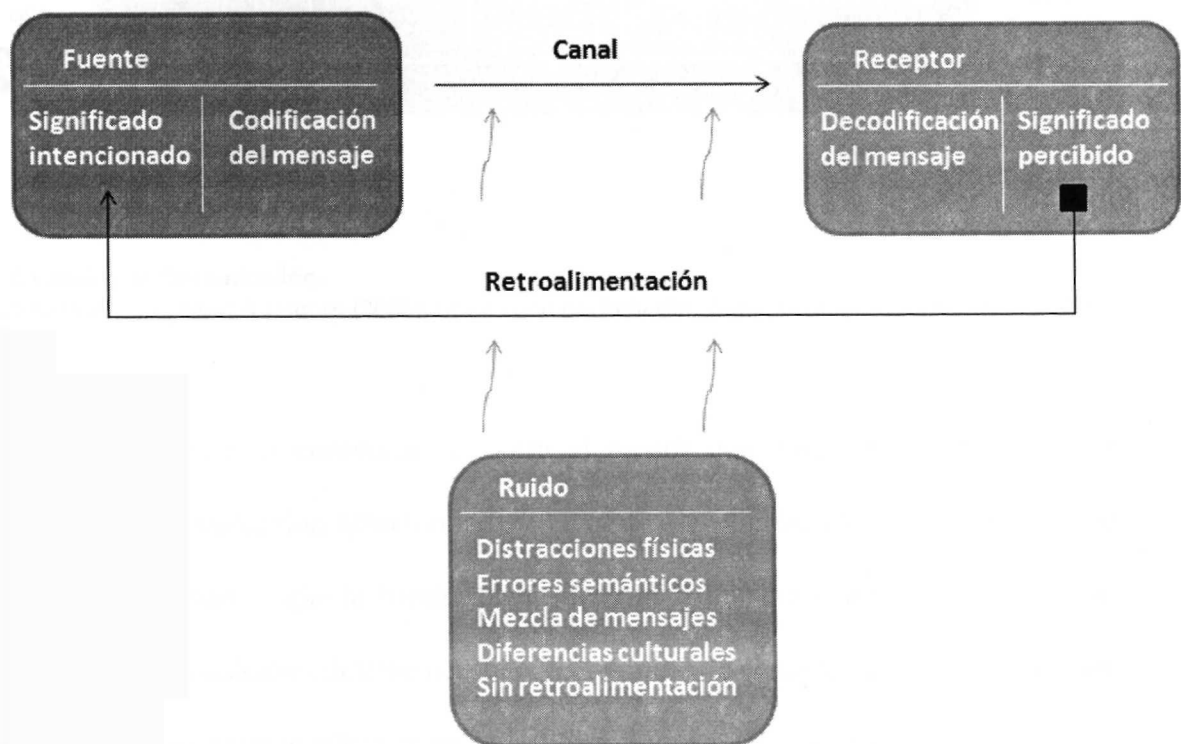 Fuente
Significado
intencionado
Codificación
del mensaje
Canal
Receptor
Decodificación
del mensaje
Significado
percibido
Retroalimentación
Ruido
Distracciones físicas
Errores semánticos
Mezcla de mensajes
Diferencias culturales
Sin retroalimentación